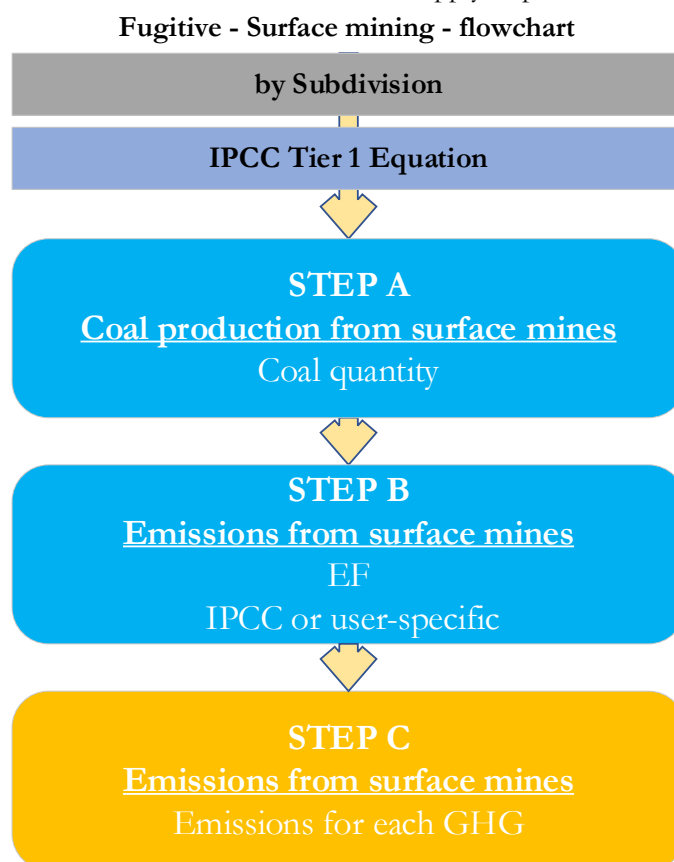 Fugitive - Surface mining - flowchart
by Subdivision
IPCC Tier 1 Equation
STEP A
Coal production from surface mines
Coal quantity
STEP B
Emissions from surface mines
EF
IPCC or user-specific
STEP C
Emissions from surface mines
Emissions for each GHG